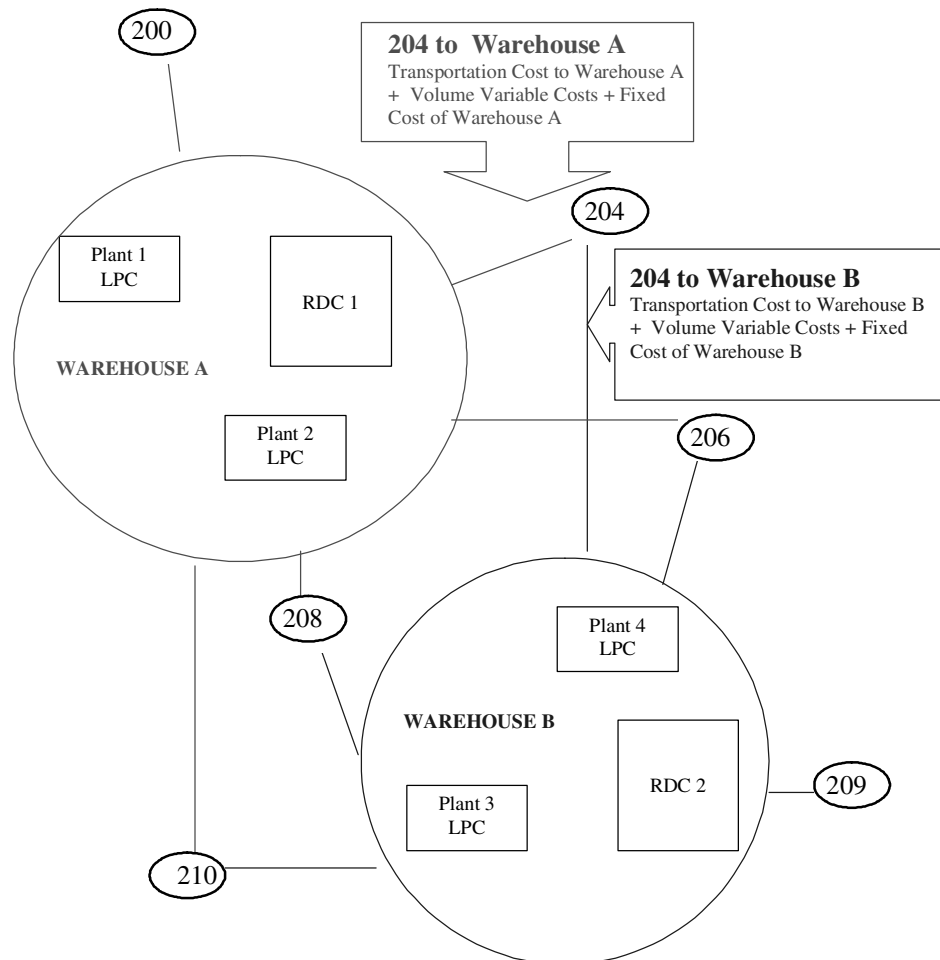 200
204 to Warehouse A
Transportation Cost to Warehouse A
+ Volume Variable Costs + Fixed
Cost of Warehouse A
204
Plant 1
LPC
RDC 1
204 to Warehouse B
Transportation Cost to Warehouse B
+ Volume Variable Costs + Fixed
Cost of Warehouse B
WAREHOUSE A
Plant 2
LPC
206
208
Plant 4
LPC
WAREHOUSE B
RDC 2
209
Plant 3
LPC
210